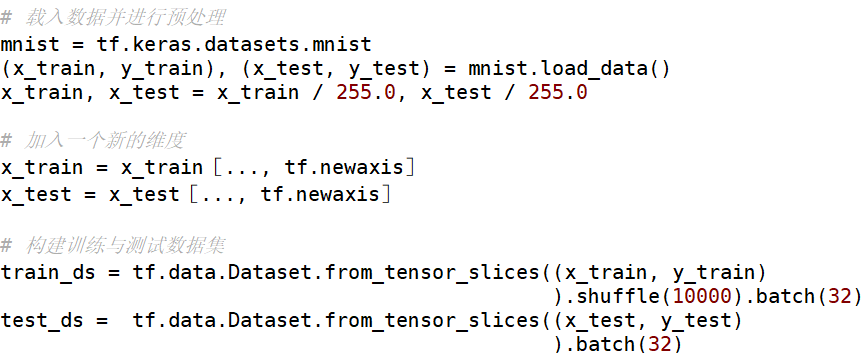 # 载入数据并进行预处理
mnist = tf.keras.datasets.mnist
(x_train, y_train), (x_test, y_test) = mnist.load_data()
x_train, x_test = x_train / 255.0, x_test / 255.0
# 加入一个新的维度
x_train = x_train[..., tf.newaxis]
x_test = x_test[..., tf.newaxis]
# 构建训练与测试数据集
train_ds = tf.data.Dataset.from_tensor_slices((x_train, y_train)
).shuffle(10000).batch(32)
test_ds =  tf.data.Dataset.from_tensor_slices((x_test, y_test)
).batch(32)